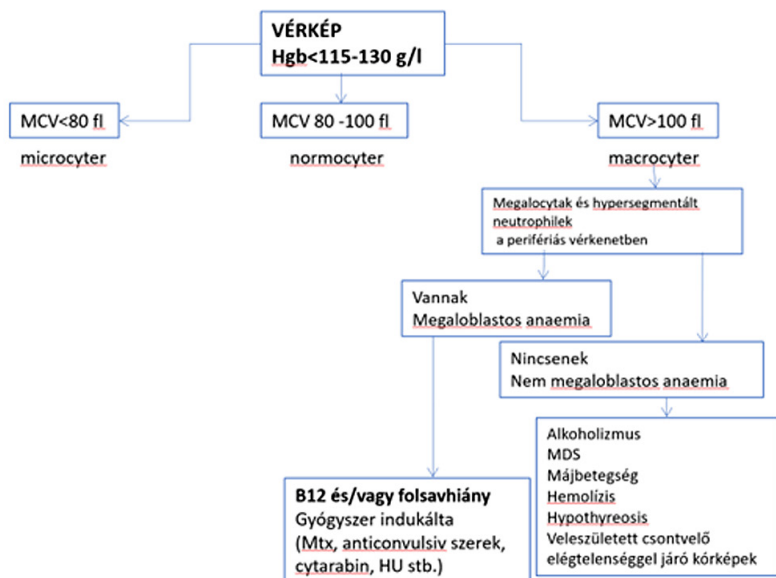 VÉRKÉP
Hgb<115-130 g/l
MCV<80 fl
MCV 80 -100 fl
MCV>100 fl
microcyter
normocyter
macrocyter
Megalocytak és hypersegmentált
neutrophilek
a perifériás vérkenetben
Vannak
Megaloblastos anaemia
Nincsenek
Nem megaloblastos anaemia
Alkoholizmus
MDS
Májbetegség
Hemolízis
Hypothyreosis
Veleszületett csontvelő
elégtelenséggel járó kórképek
B12 és/vagy folsavhiány
Gyógyszer indukálta
(Mtx, anticonvulsiv szerek,
cytarabin, HU stb.)